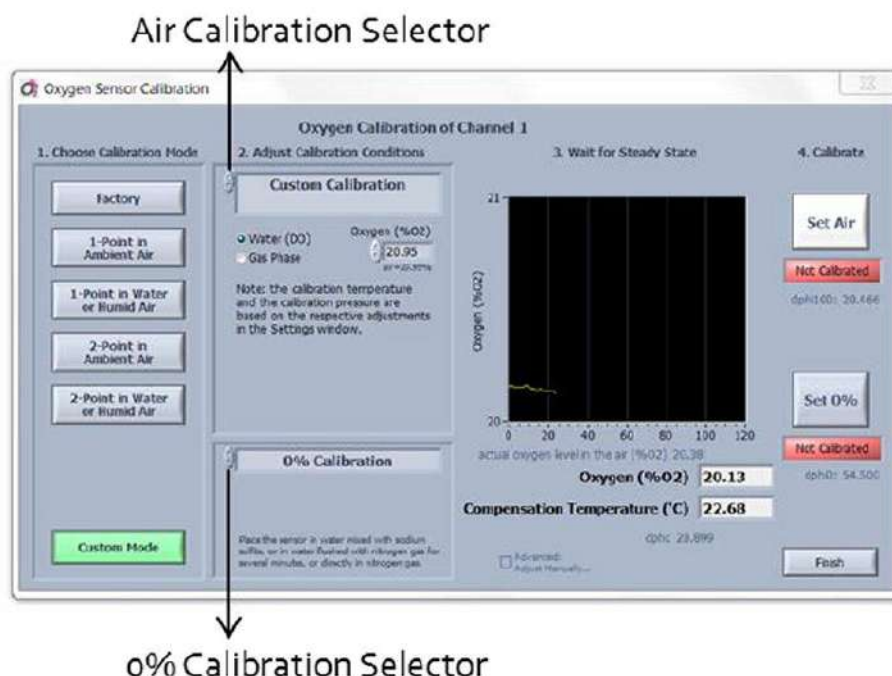 Air Calibration Selector
Oxygen Sensor Calibration
Oxygen Calibration of Channel 1
1. Choose Calibration Mode
2. Adjust Calibration Conditions
3. Wait for Steady State
4. Calibrate
Factory
1-Point in
Ambient Air
1-Point in Water
or Humid Air
2-Point in
Ambient Air
2-Point in Water
or Humid Air
Custom Mode
Custom Calibration
Water (DO)
Gas Phase
Oxygen (%O2)
20.95
Note: the calibration temperature
and the calibration pressure are
based on the respective adjustments
in the Settings window.
0% Calibration
Place the sensor in water mixed with sodium
sulfite, or in water flushed with nitrogen gas for
several minutes, or directly in nitrogen gas.
Oxygen (%O2)
21
20
0 20 40 60 80 100 120
actual oxygen level in the air (%O2) 20.38
Oxygen (%O2) 20.13
Compensation Temperature (°C) 22.68
dphi 20.899
Advanced:
Adjust Manually...
Set Air
Not Calibrated
dphi100: 20.466
Set 0%
Not Calibrated
dphi0: 54.500
Finish
0% Calibration Selector